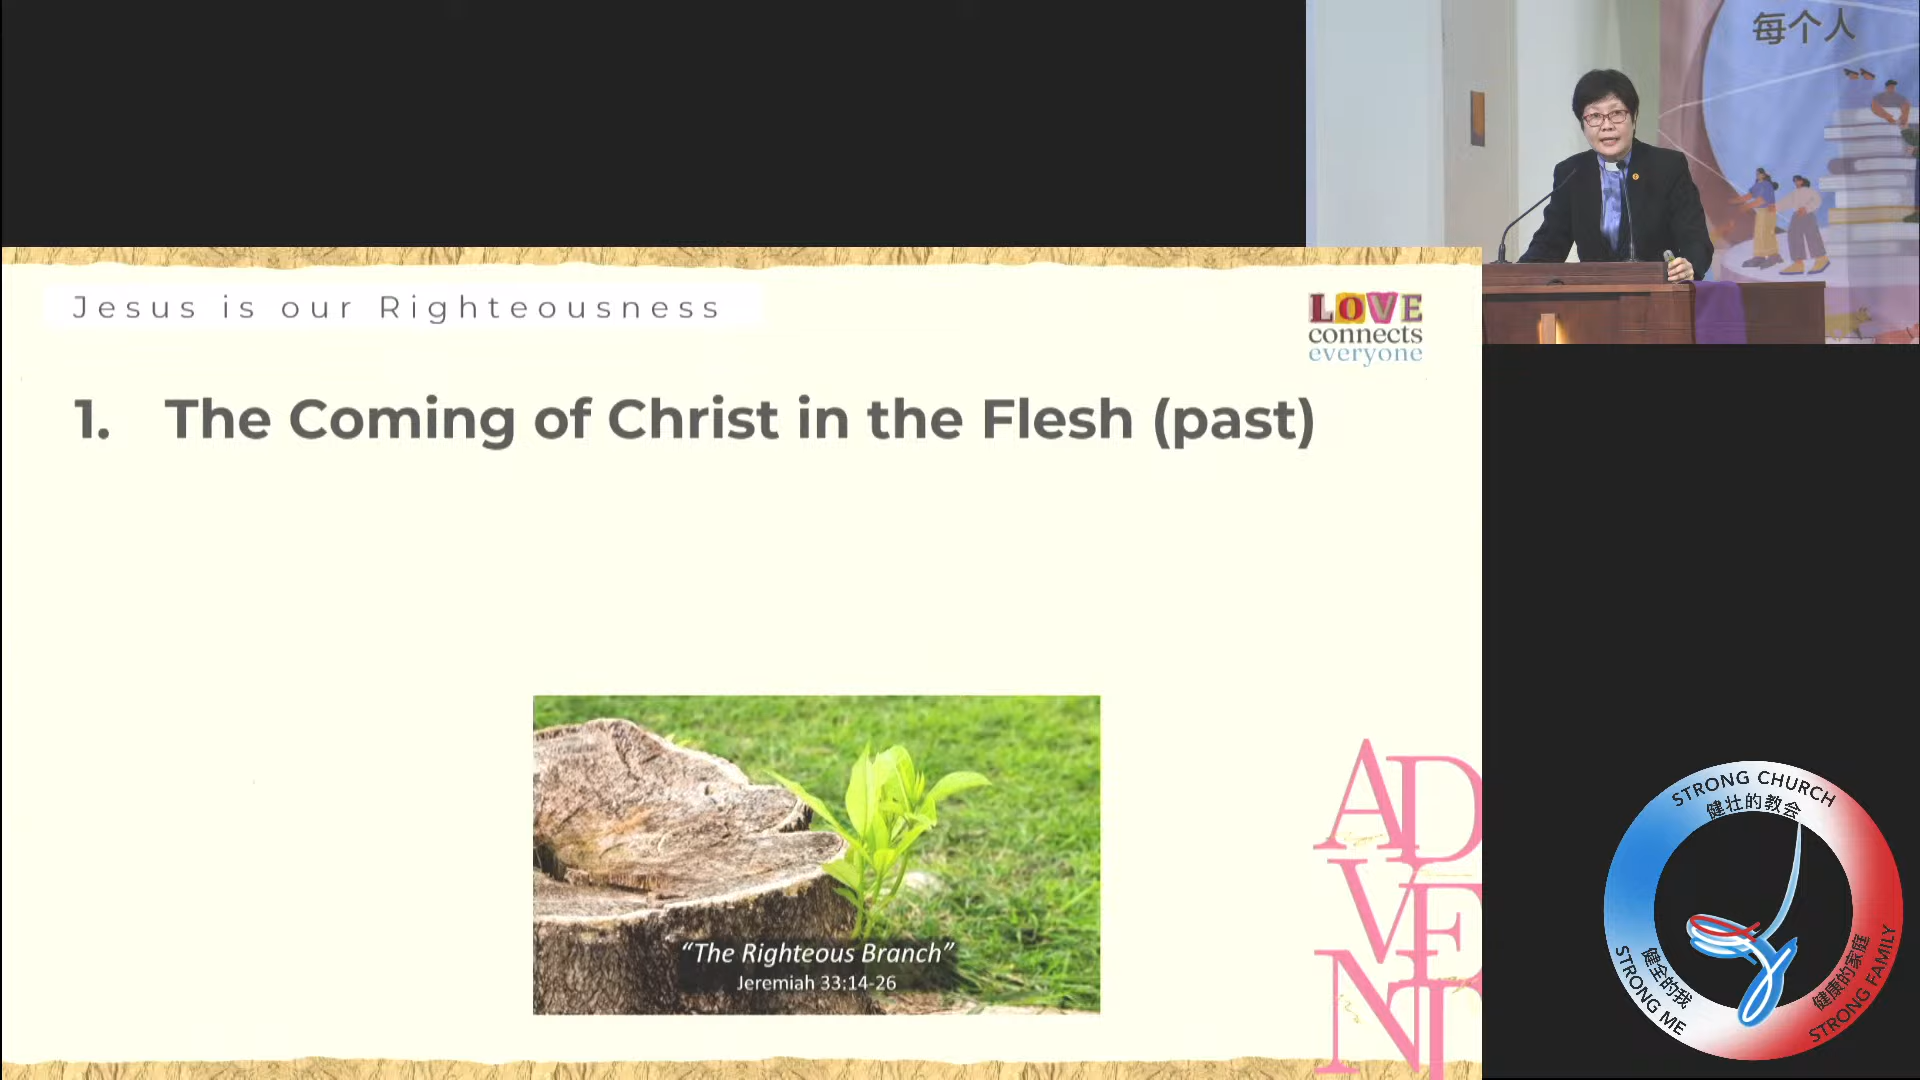 每个人
Jesus is our Righteousness
LOVE
connects
everyone
1. The Coming of Christ in the Flesh (past)
“The Righteous Branch”
Jeremiah 33:14-26
ADVENT
STRONG CHURCH
健壮的教会
健全的我
STRONG ME
健康的家庭
STRONG FAMILY